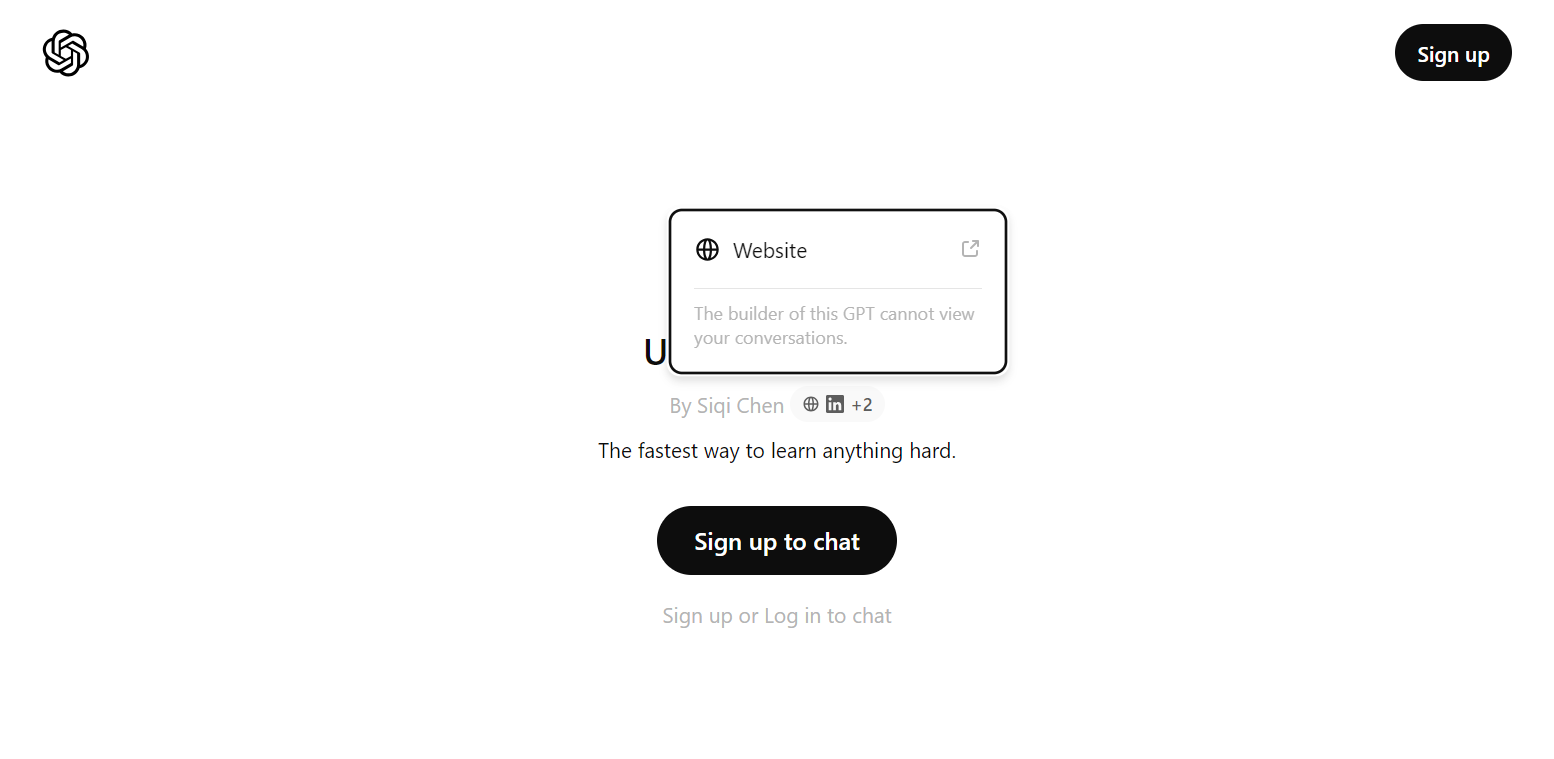 Sign up
Website
The builder of this GPT cannot view
your conversations.
U
By Siqi Chen in +2
The fastest way to learn anything hard.
Sign up to chat
Sign up or Log in to chat